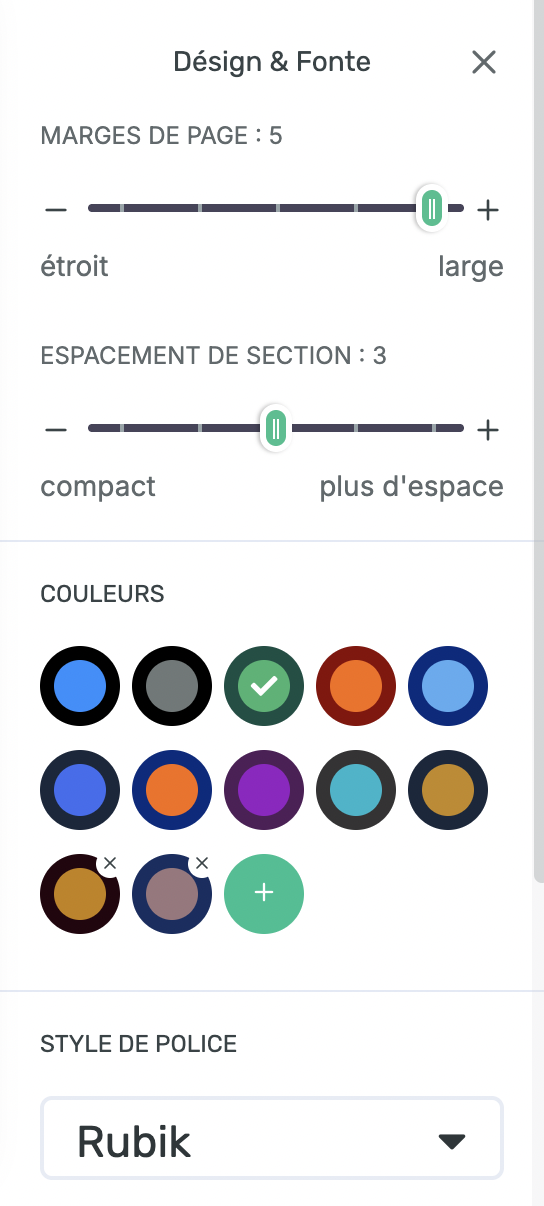 Désign & Fonte
MARGES DE PAGE : 5
étroit large
ESPACEMENT DE SECTION : 3
compact plus d'espace
COULEURS
STYLE DE POLICE
Rubik